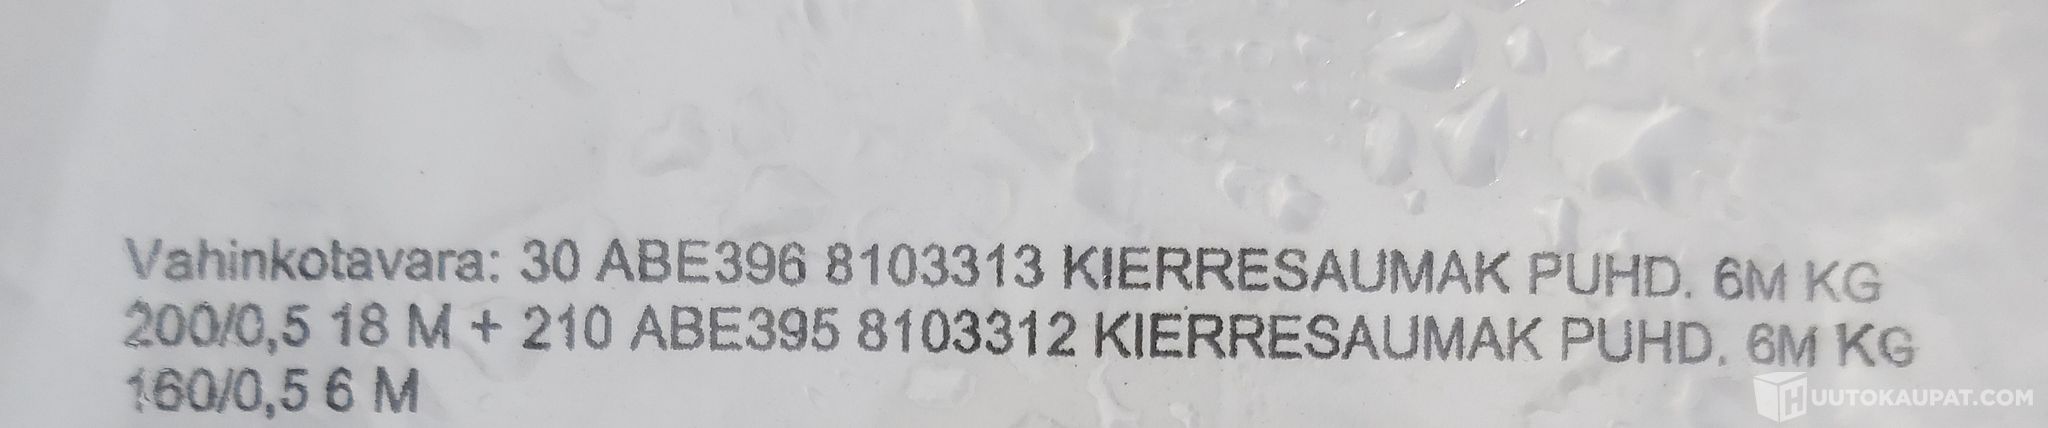 Vahinkotavara: 30 ABE396 8103313 KIERRESAUMAK PUHD. 6M KG
200/0,5 18 M + 210 ABE395 8103312 KIERRESAUMAK PUHD. 6M KG
160/0,5 6 M
HUUTOKAUPAT.COM